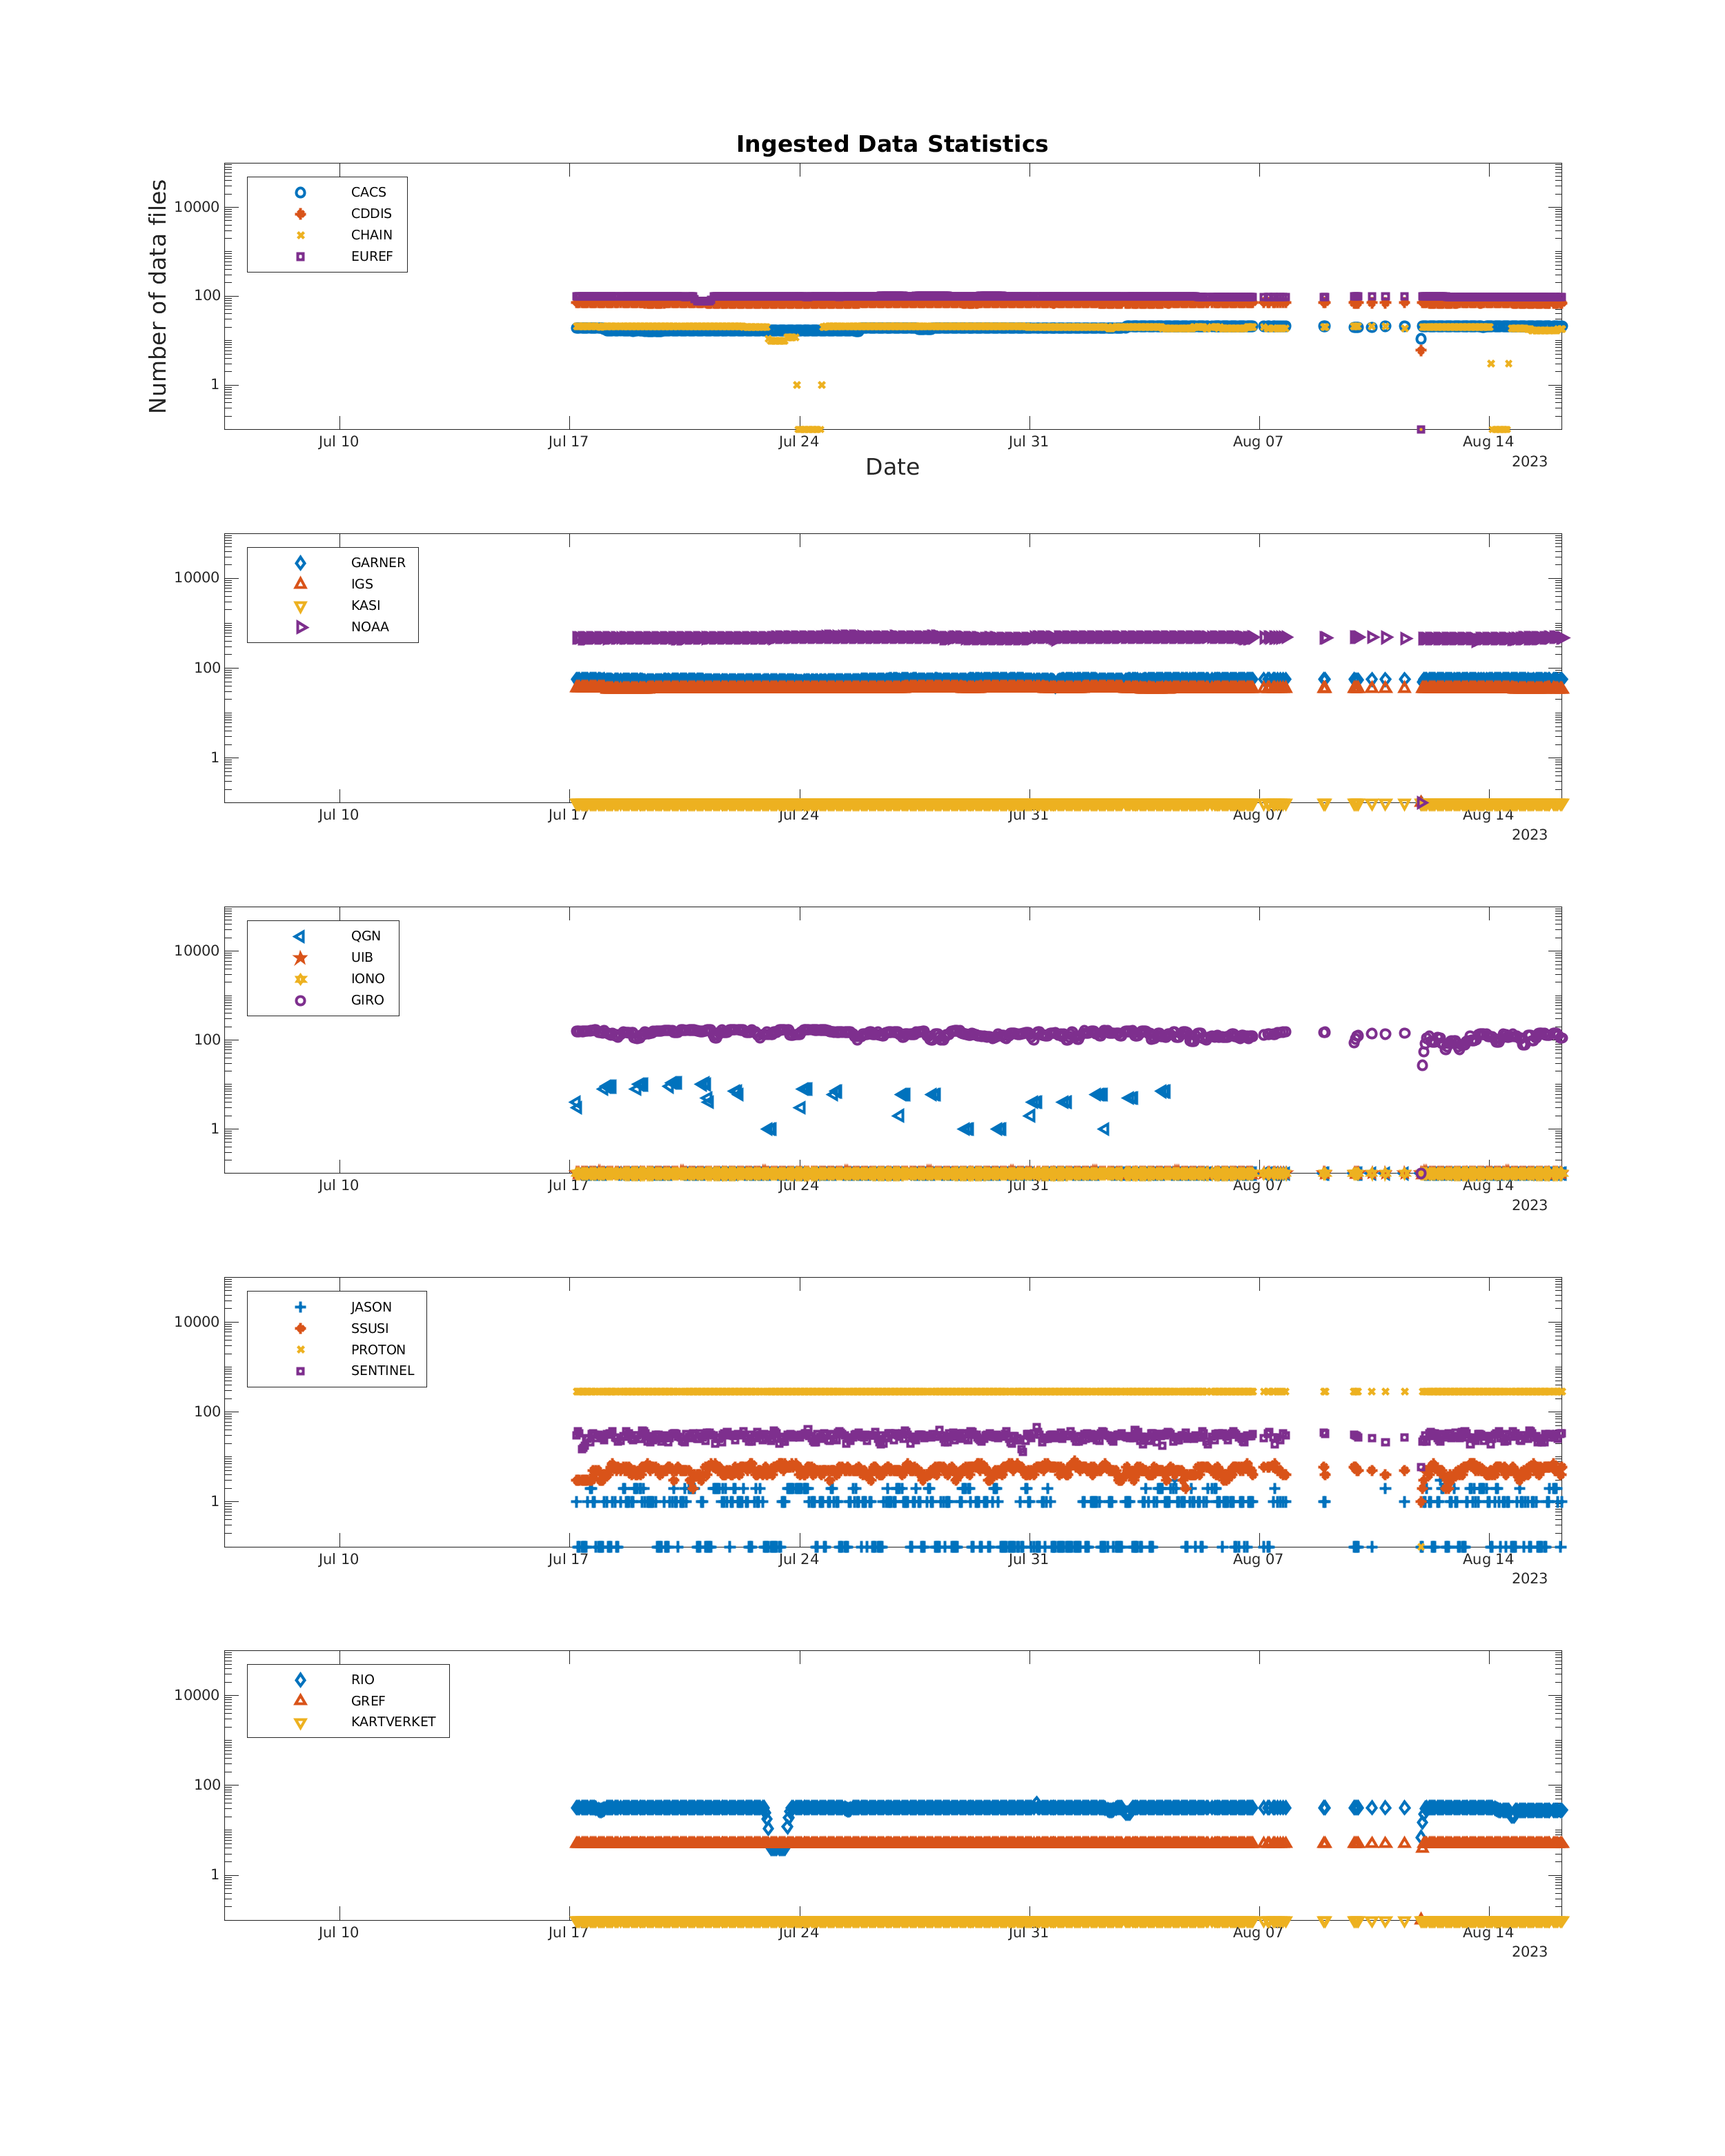 Ingested Data Statistics
Number of data files
CACS
CDDIS
CHAIN
EUREF
10000
100
1
Jul 10
Jul 17
Jul 24
Jul 31
Aug 07
Aug 14
2023
Date
GARNER
IGS
KASI
NOAA
10000
100
1
Jul 10
Jul 17
Jul 24
Jul 31
Aug 07
Aug 14
2023
QGN
UIB
IONO
GIRO
10000
100
1
Jul 10
Jul 17
Jul 24
Jul 31
Aug 07
Aug 14
2023
JASON
SSUSI
PROTON
SENTINEL
10000
100
1
Jul 10
Jul 17
Jul 24
Jul 31
Aug 07
Aug 14
2023
RIO
GREF
KARTVERKET
10000
100
1
Jul 10
Jul 17
Jul 24
Jul 31
Aug 07
Aug 14
2023